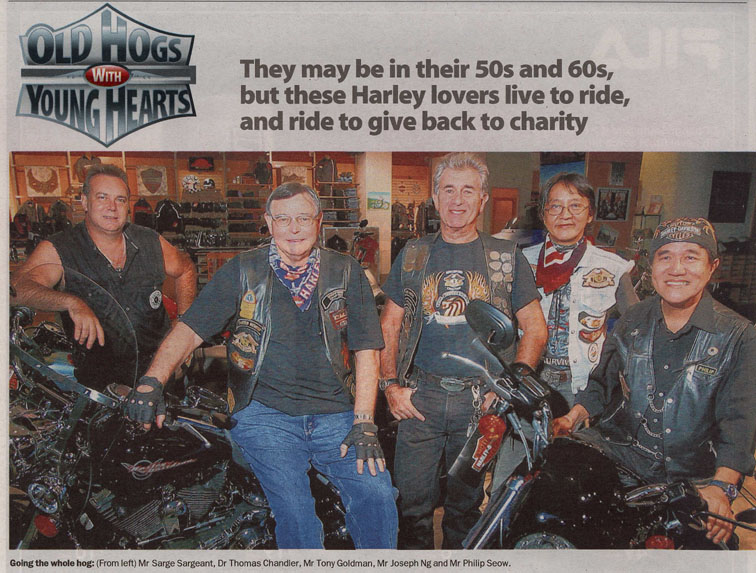 OLD HOGS
WITH
YOUNG HEARTS
They may be in their 50s and 60s,
but these Harley lovers live to ride,
and ride to give back to charity
PHILIP
Going the whole hog: (From left) Mr Sarge Sargeant, Dr Thomas Chandler, Mr Tony Goldman, Mr Joseph Ng and Mr Philip Seow.